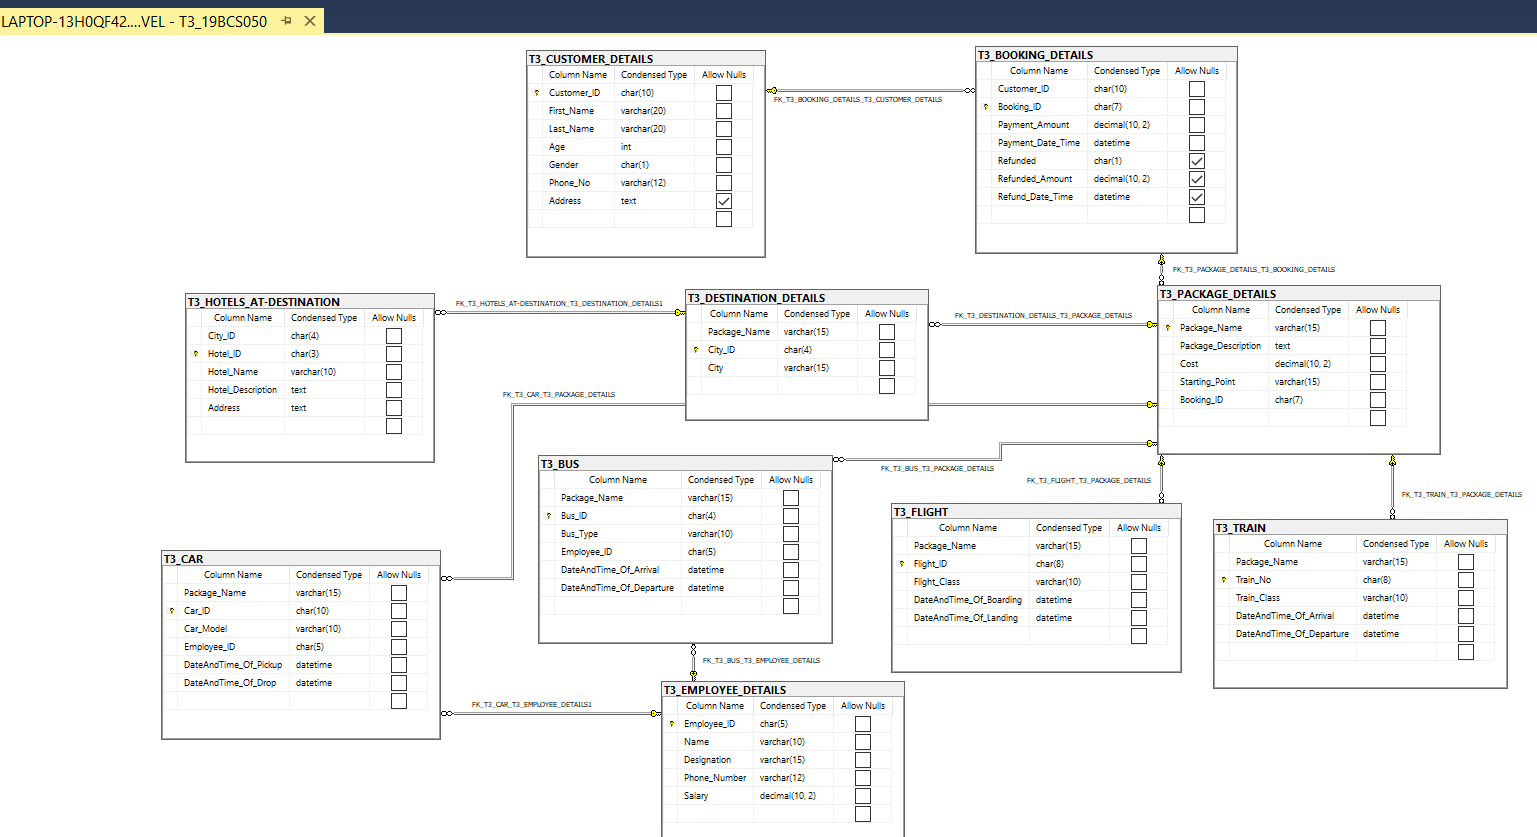 LAPTOP-13H0QF42....VEL - T3_19BCS050
T3_CUSTOMER_DETAILS
Column Name Condensed Type Allow Nulls
Customer_ID char(10)
First_Name varchar(20)
Last_Name varchar(20)
Age int
Gender char(1)
Phone_No varchar(12)
Address text
FK_T3_BOOKING_DETAILS_T3_CUSTOMER_DETAILS
T3_BOOKING_DETAILS
Column Name Condensed Type Allow Nulls
Customer_ID char(10)
Booking_ID char(7)
Payment_Amount decimal(10, 2)
Payment_Date_Time datetime
Refunded char(1)
Refunded_Amount decimal(10, 2)
Refund_Date_Time datetime
FK_T3_PACKAGE_DETAILS_T3_BOOKING_DETAILS
T3_HOTELS_AT-DESTINATION
Column Name Condensed Type Allow Nulls
City_ID char(4)
Hotel_ID char(3)
Hotel_Name varchar(10)
Hotel_Description text
Address text
FK_T3_HOTELS_AT-DESTINATION_T3_DESTINATION_DETAILS1
T3_DESTINATION_DETAILS
Column Name Condensed Type Allow Nulls
Package_Name varchar(15)
City_ID char(4)
City varchar(15)
FK_T3_DESTINATION_DETAILS_T3_PACKAGE_DETAILS
T3_PACKAGE_DETAILS
Column Name Condensed Type Allow Nulls
Package_Name varchar(15)
Package_Description text
Cost decimal(10, 2)
Starting_Point varchar(15)
Booking_ID char(7)
FK_T3_CAR_T3_PACKAGE_DETAILS
T3_BUS
Column Name Condensed Type Allow Nulls
Package_Name varchar(15)
Bus_ID char(4)
Bus_Type varchar(10)
Employee_ID char(5)
DateAndTime_Of_Arrival datetime
DateAndTime_Of_Departure datetime
FK_T3_BUS_T3_PACKAGE_DETAILS
FK_T3_FLIGHT_T3_PACKAGE_DETAILS
FK_T3_TRAIN_T3_PACKAGE_DETAILS
T3_FLIGHT
Column Name Condensed Type Allow Nulls
Package_Name varchar(15)
Flight_ID char(8)
Flight_Class varchar(10)
DateAndTime_Of_Boarding datetime
DateAndTime_Of_Landing datetime
T3_TRAIN
Column Name Condensed Type Allow Nulls
Package_Name varchar(15)
Train_No char(8)
Train_Class varchar(10)
DateAndTime_Of_Arrival datetime
DateAndTime_Of_Departure datetime
T3_CAR
Column Name Condensed Type Allow Nulls
Package_Name varchar(15)
Car_ID char(10)
Car_Model varchar(10)
Employee_ID char(5)
DateAndTime_Of_Pickup datetime
DateAndTime_Of_Drop datetime
FK_T3_BUS_T3_EMPLOYEE_DETAILS
FK_T3_CAR_T3_EMPLOYEE_DETAILS1
T3_EMPLOYEE_DETAILS
Column Name Condensed Type Allow Nulls
Employee_ID char(5)
Name varchar(10)
Designation varchar(15)
Phone_Number varchar(12)
Salary decimal(10, 2)